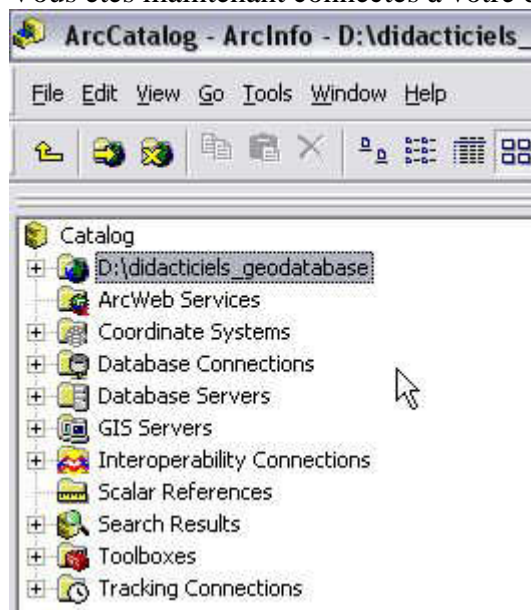 Vous êtes maintenant connectés à votre
ArcCatalog - ArcInfo - D:\didacticiels_
File Edit View Go Tools Window Help
Catalog
D:\didacticiels_geodatabase
ArcWeb Services
Coordinate Systems
Database Connections
Database Servers
GIS Servers
Interoperability Connections
Scalar References
Search Results
Toolboxes
Tracking Connections